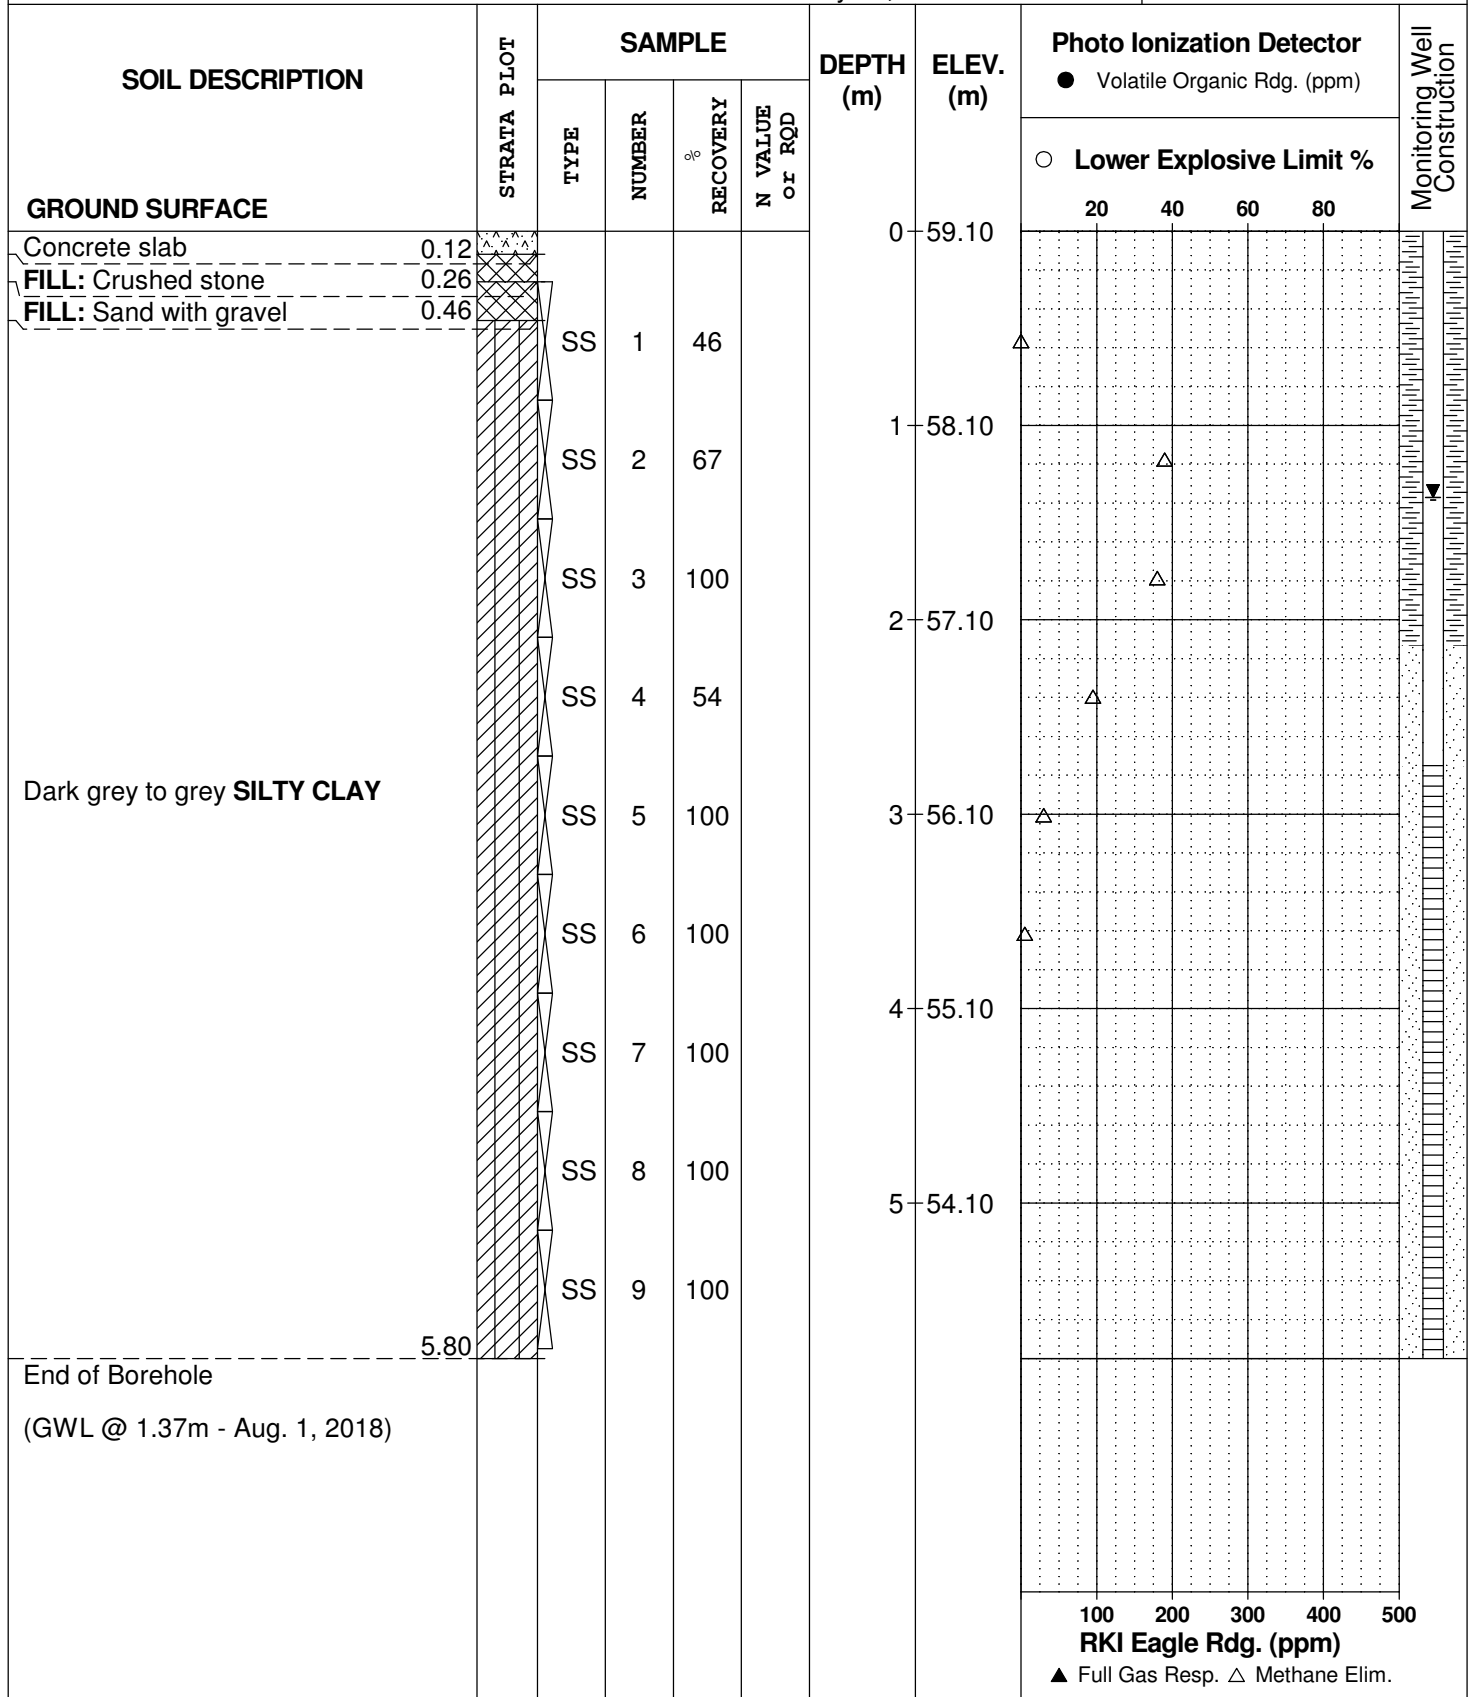 SOIL DESCRIPTION
GROUND SURFACE
STRATA PLOT
SAMPLE
TYPE
NUMBER
% RECOVERY
N VALUE
or RQD
DEPTH
(m)
ELEV.
(m)
Photo Ionization Detector
● Volatile Organic Rdg. (ppm)
○ Lower Explosive Limit %
20 40 60 80
Monitoring Well
Construction
0 59.10
Concrete slab 0.12
FILL: Crushed stone 0.26
FILL: Sand with gravel 0.46
SS 1 46
1 58.10
SS 2 67
SS 3 100
2 57.10
SS 4 54
Dark grey to grey SILTY CLAY
SS 5 100
3 56.10
SS 6 100
4 55.10
SS 7 100
SS 8 100
5 54.10
SS 9 100
5.80
End of Borehole
(GWL @ 1.37m - Aug. 1, 2018)
100 200 300 400 500
RKI Eagle Rdg. (ppm)
▲ Full Gas Resp. △ Methane Elim.